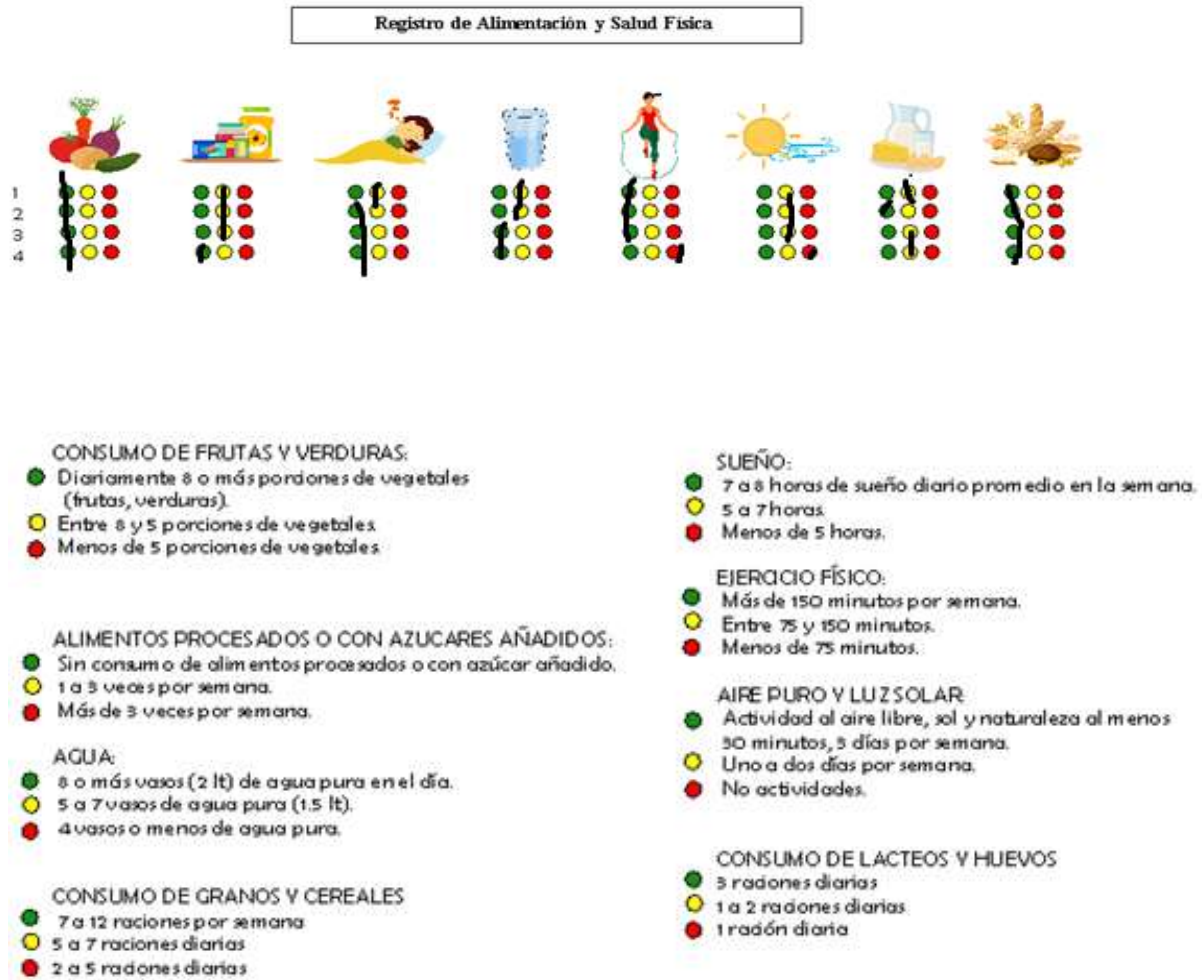 Registro de Alimentación y Salud Física
1
2
3
4
CONSUMO DE FRUTAS Y VERDURAS:
Diariamente 8 o más porciones de vegetales
(frutas, verduras).
Entre 8 y 5 porciones de vegetales.
Menos de 5 porciones de vegetales.
ALIMENTOS PROCESADOS O CON AZUCARES AÑADIDOS:
Sin consumo de alimentos procesados o con azúcar añadido.
1 a 3 veces por semana.
Más de 3 veces por semana.
AGUA:
8 o más vasos (2 lt) de agua pura en el día.
5 a 7 vasos de agua pura (1.5 lt).
4 vasos o menos de agua pura.
CONSUMO DE GRANOS Y CEREALES
7 a 12 raciones por semana
5 a 7 raciones diarias
2 a 5 raciones diarias
SUEÑO:
7 a 8 horas de sueño diario promedio en la semana.
5 a 7 horas.
Menos de 5 horas.
EJERCICIO FÍSICO:
Más de 150 minutos por semana.
Entre 75 y 150 minutos.
Menos de 75 minutos.
AIRE PURO Y LUZ SOLAR
Actividad al aire libre, sol y naturaleza al menos
30 minutos, 3 días por semana.
Uno a dos días por semana.
No actividades.
CONSUMO DE LACTEOS Y HUEVOS
3 raciones diarias
1 a 2 raciones diarias
1 ración diaria